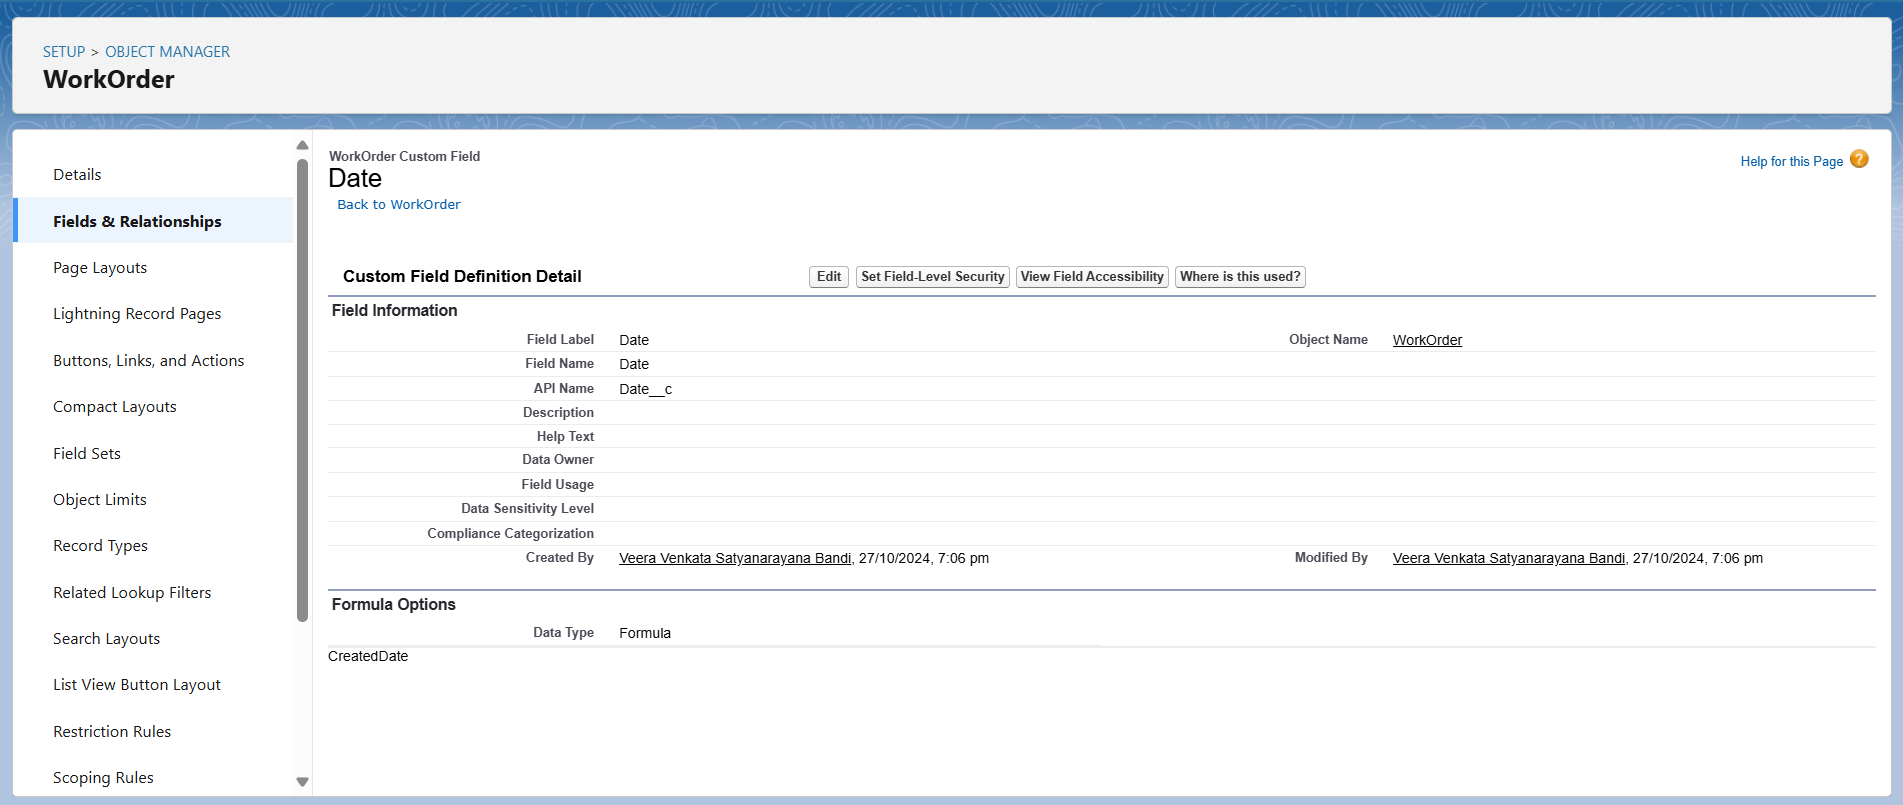 SETUP > OBJECT MANAGER
WorkOrder
Details
Fields & Relationships
Page Layouts
Lightning Record Pages
Buttons, Links, and Actions
Compact Layouts
Field Sets
Object Limits
Record Types
Related Lookup Filters
Search Layouts
List View Button Layout
Restriction Rules
Scoping Rules
WorkOrder Custom Field
Date
Back to WorkOrder
Help for this Page ?
Custom Field Definition Detail Edit Set Field-Level Security View Field Accessibility Where is this used?
Field Information
Field Label Date Object Name WorkOrder
Field Name Date
API Name Date__c
Description
Help Text
Data Owner
Field Usage
Data Sensitivity Level
Compliance Categorization
Created By Veera Venkata Satyanarayana Bandi, 27/10/2024, 7:06 pm Modified By Veera Venkata Satyanarayana Bandi, 27/10/2024, 7:06 pm
Formula Options
Data Type Formula
CreatedDate